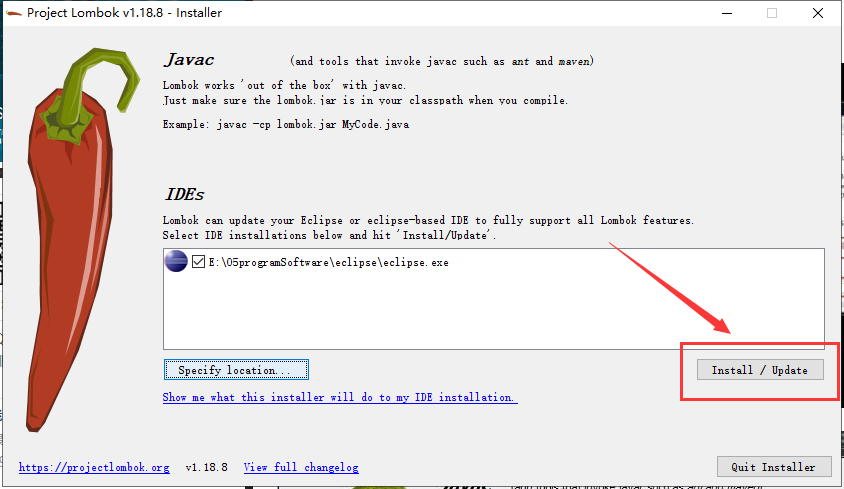 Project Lombok v1.18.8 - Installer
Javac (and tools that invoke javac such as ant and maven)
Lombok works 'out of the box' with javac.
Just make sure the lombok.jar is in your classpath when you compile.
Example: javac -cp lombok.jar MyCode.java
IDEs
Lombok can update your Eclipse or eclipse-based IDE to fully support all Lombok features.
Select IDE installations below and hit 'Install/Update'.
E:\05programSoftware\eclipse\eclipse.exe
Specify location...
Install / Update
Show me what this installer will do to my IDE installation.
https://projectlombok.org v1.18.8 View full changelog
Quit Installer